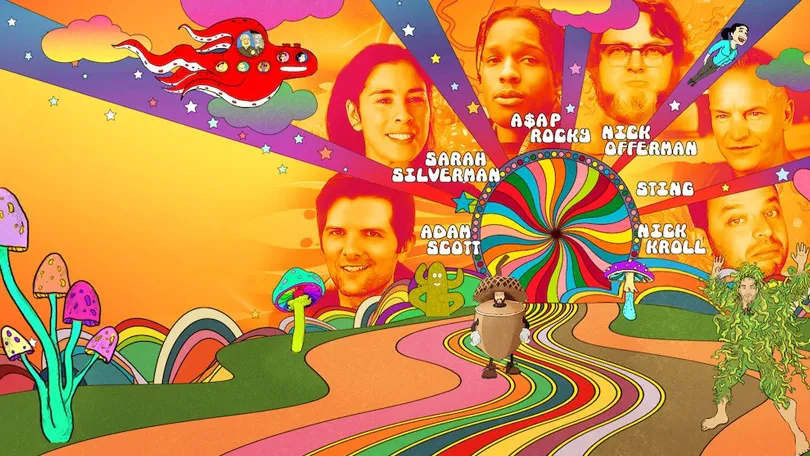 SARAH
SILVERMAN
A$AP
ROCKY
NICK
OFFERMAN
STING
ADAM
SCOTT
NICK
KROLL